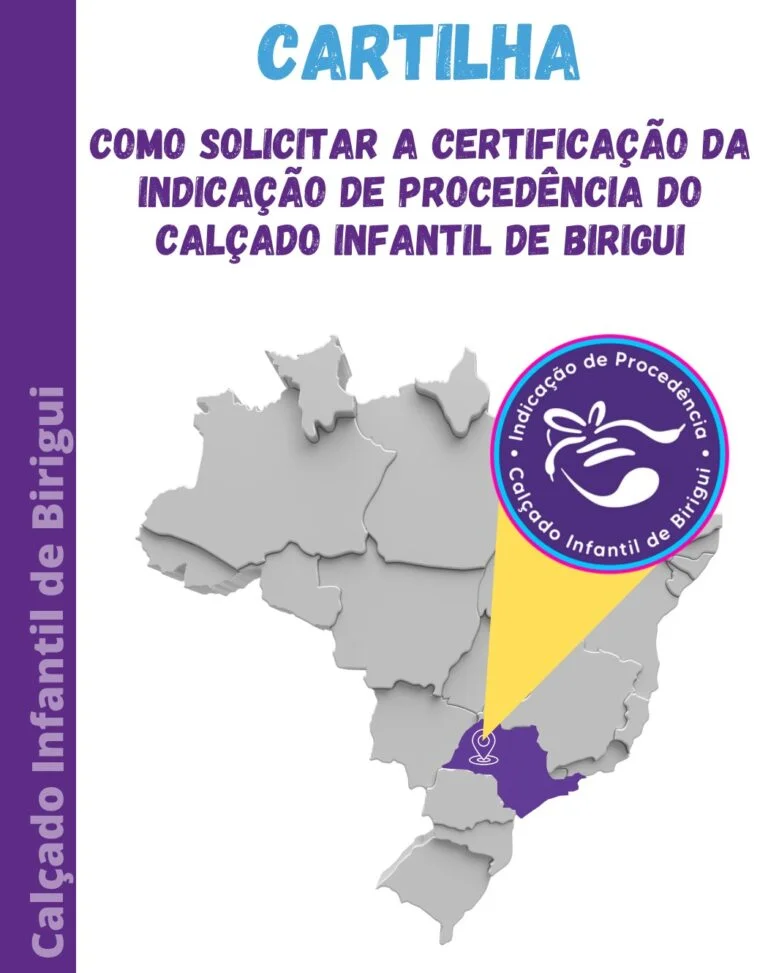 CARTILHA
COMO SOLICITAR A CERTIFICAÇÃO DA
INDICAÇÃO DE PROCEDÊNCIA DO
CALÇADO INFANTIL DE BIRIGUI
Indicação de Procedência
• Calçado Infantil de Birigui •
Calçado Infantil de Birigui